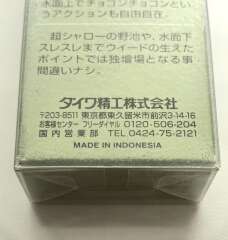 水面上でチョコンチョコンとい
うアクションも自由自在。
超シャローの野池や、水面下
スレスレまでウィードの生えた
ポイントでは独壇場となる事
間違いナシ。
ダイワ精工株式会社
〒203-8511 東京都東久留米市前沢3-14-16
お客様センター フリーダイヤル 0120-506-204
国内営業部 TEL 0424-75-2121
MADE IN INDONESIA